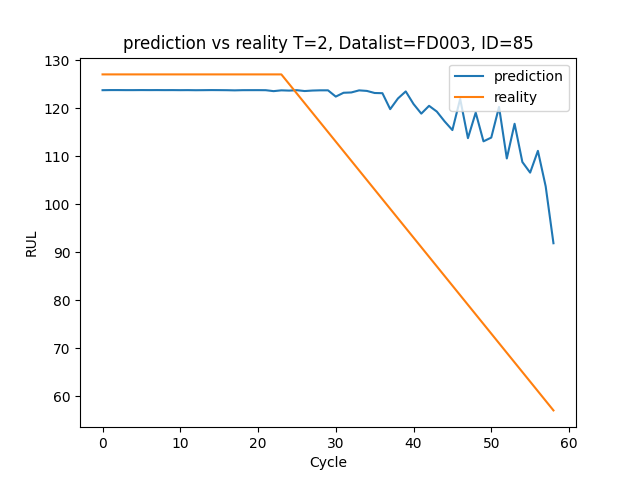 prediction vs reality T=2, Datalist=FD003, ID=85
prediction
reality
130
120
110
100
90
80
70
60
RUL
0 10 20 30 40 50 60
Cycle